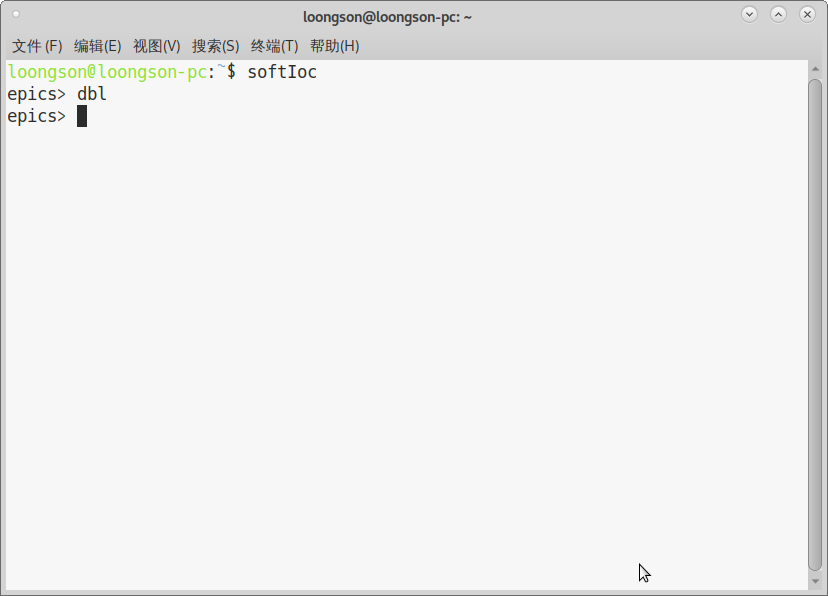 loongson@loongson-pc: ~
文件(F) 编辑(E) 视图(V) 搜索(S) 终端(T) 帮助(H)
loongson@loongson-pc:~$ softIoc
epics> dbl
epics>